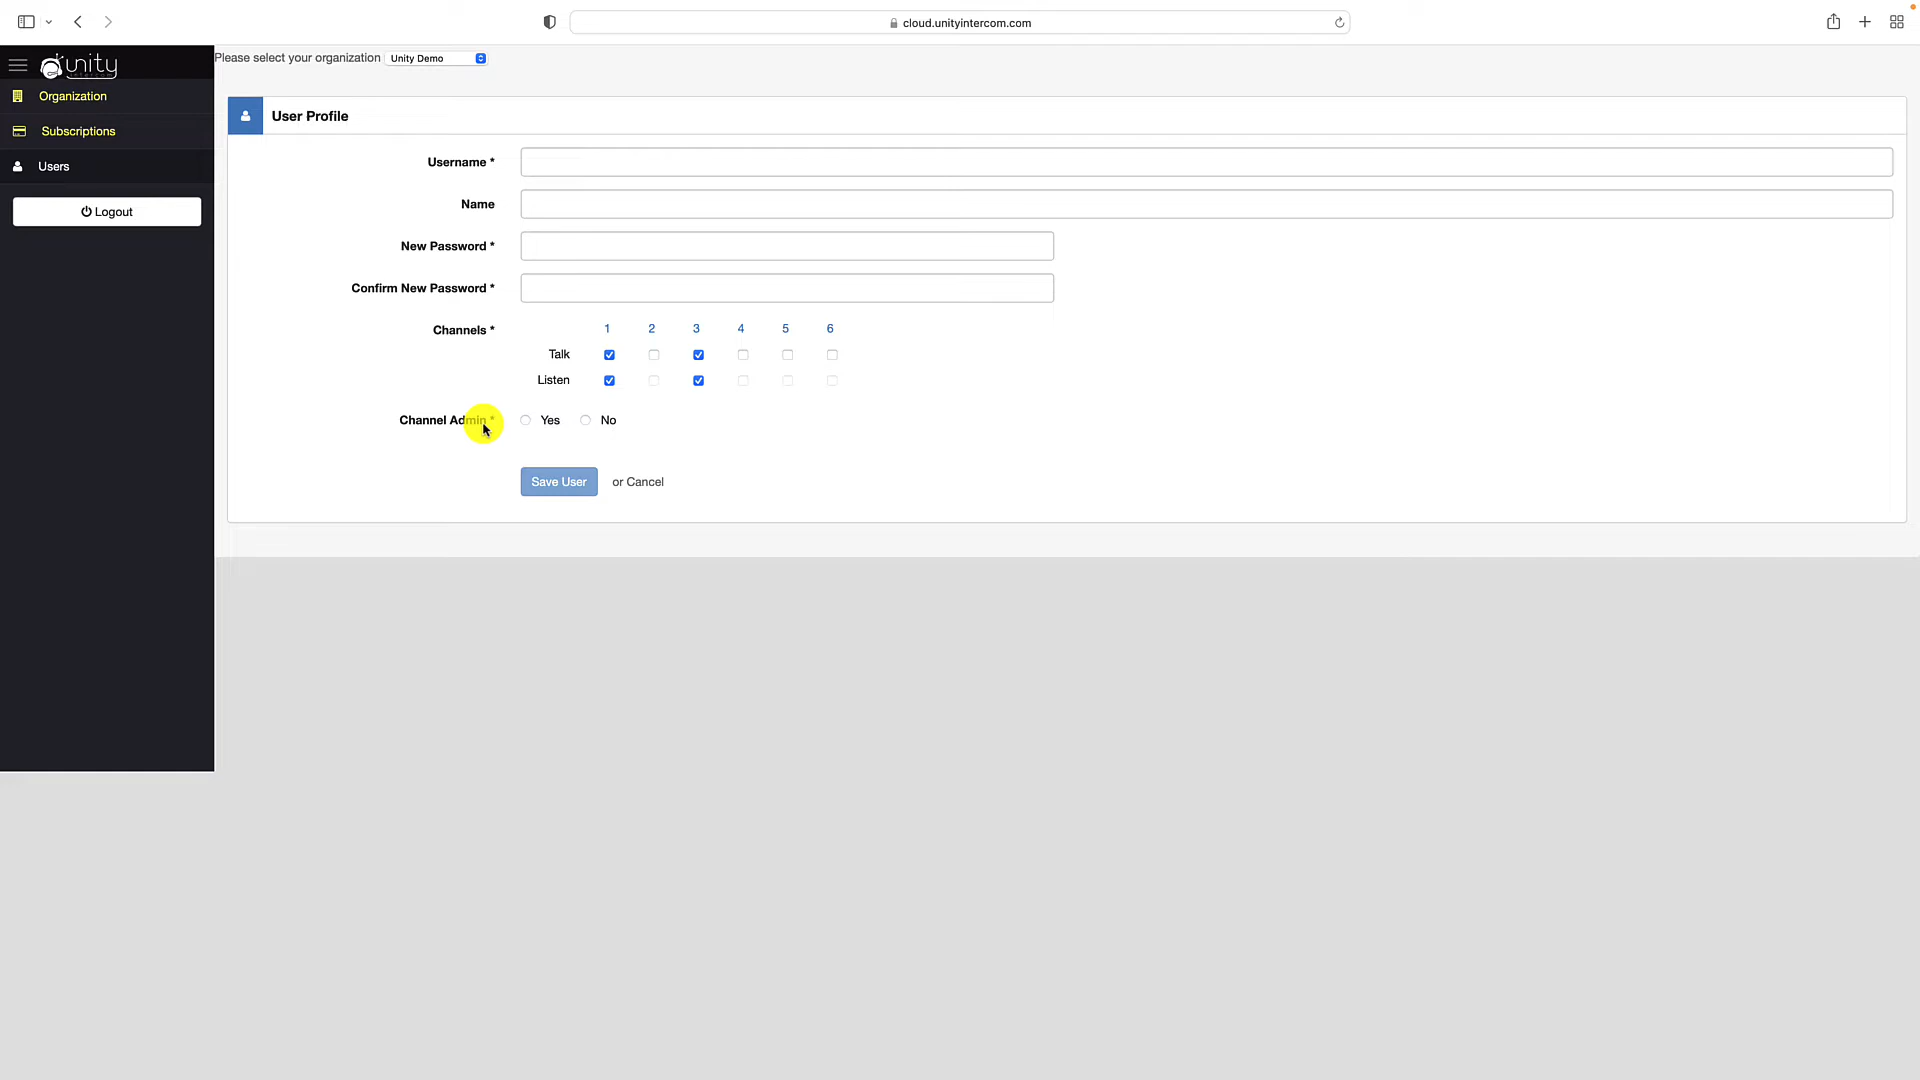 cloud.unityintercom.com
unity
intercom
Please select your organization Unity Demo
Organization
Subscriptions
Users
Logout
User Profile
Username *
Name
New Password *
Confirm New Password *
Channels * 1 2 3 4 5 6
Talk
Listen
Channel Admin * Yes No
Save User or Cancel